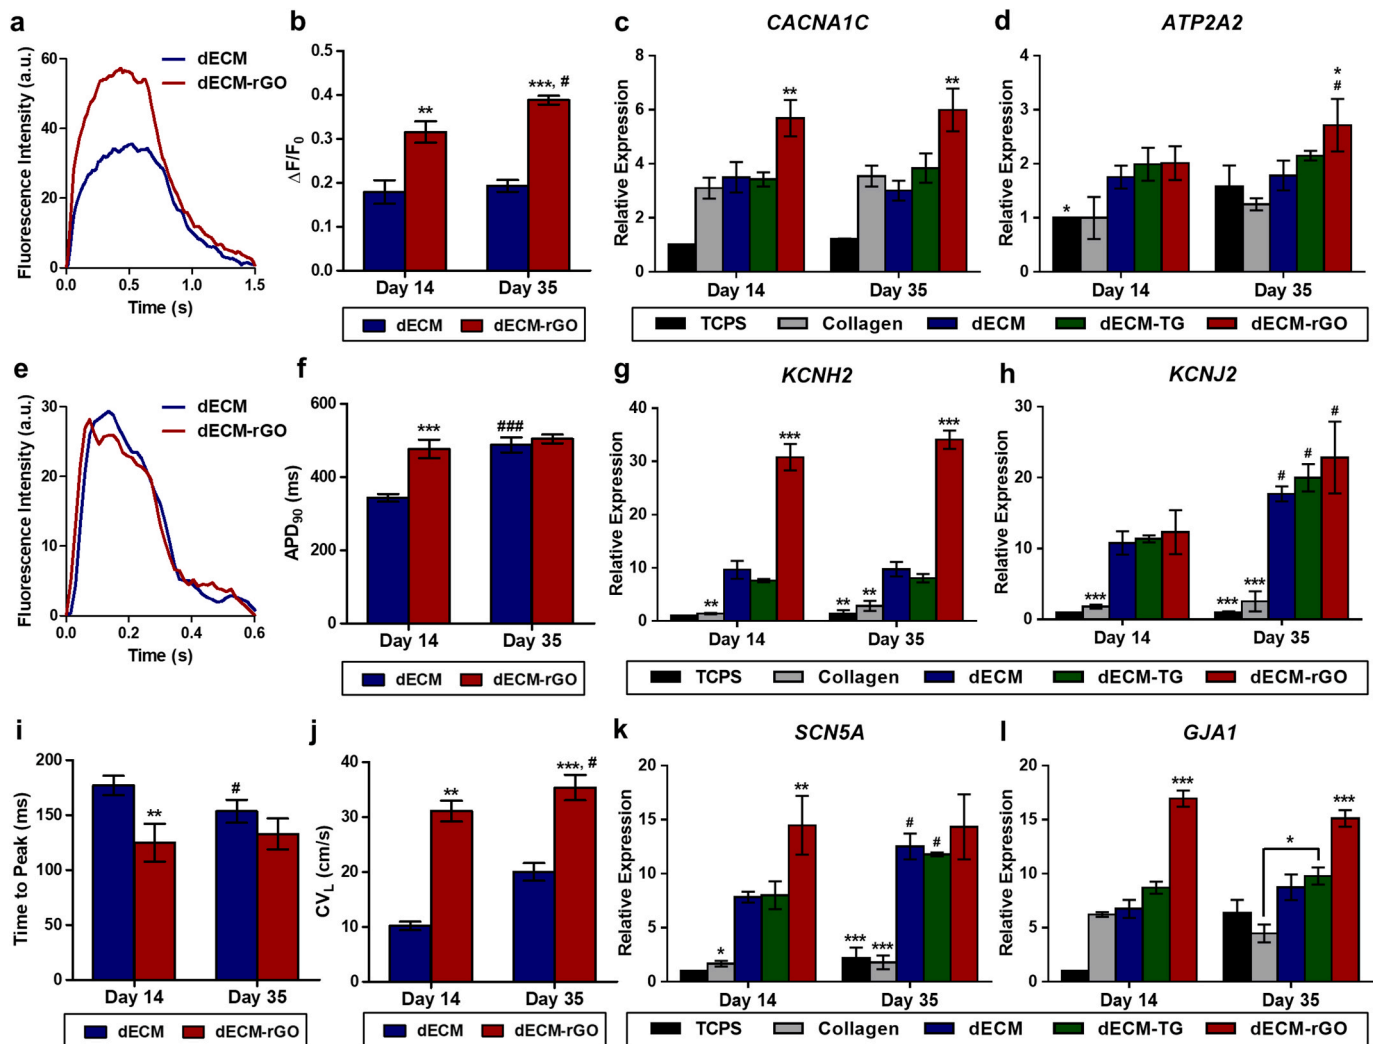 a
Fluorescence Intensity (a.u.)
60
40
20
0
0.0 0.5 1.0 1.5
Time (s)
dECM
dECM-rGO
b
ΔF/F0
0.5
0.4
0.3
0.2
0.1
0.0
**
***, #
Day 14 Day 35
dECM dECM-rGO
c
CACNA1C
Relative Expression
8
6
4
2
0
**
**
Day 14 Day 35
d
ATP2A2
Relative Expression
4
3
2
1
0
*
*
#
Day 14 Day 35
TCPS Collagen dECM dECM-TG dECM-rGO
e
Fluorescence Intensity (a.u.)
30
20
10
0
0.0 0.2 0.4 0.6
Time (s)
dECM
dECM-rGO
f
APD90 (ms)
600
400
200
0
***
###
Day 14 Day 35
dECM dECM-rGO
g
KCNH2
Relative Expression
40
30
20
10
0
**
***
**
**
***
Day 14 Day 35
h
KCNJ2
Relative Expression
30
20
10
0
***
***
***
#
#
#
Day 14 Day 35
TCPS Collagen dECM dECM-TG dECM-rGO
i
Time to Peak (ms)
200
150
100
50
0
**
#
Day 14 Day 35
dECM dECM-rGO
j
CVL (cm/s)
40
30
20
10
0
**
***, #
Day 14 Day 35
dECM dECM-rGO
k
SCN5A
Relative Expression
20
15
10
5
0
*
**
***
***
#
#
Day 14 Day 35
l
GJA1
Relative Expression
20
15
10
5
0
***
*
***
Day 14 Day 35
TCPS Collagen dECM dECM-TG dECM-rGO